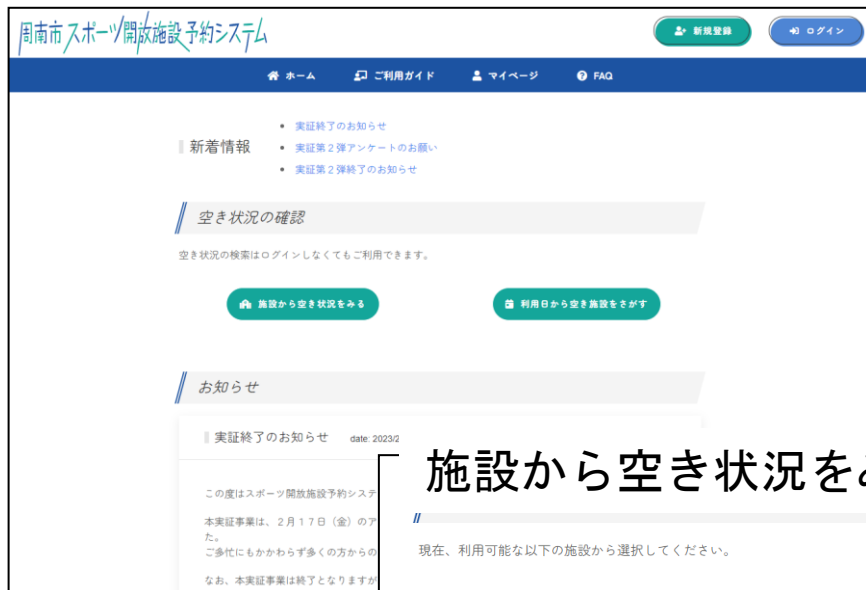 周南市スポーツ開放施設予約システム
新規登録
ログイン
ホーム
ご利用ガイド
マイページ
FAQ
新着情報
実証終了のお知らせ
実証第２弾アンケートのお願い
実証第２弾終了のお知らせ
空き状況の確認
空き状況の検索はログインしなくてもご利用できます。
施設から空き状況をみる
利用日から空き施設をさがす
お知らせ
実証終了のお知らせ date: 2023/2
この度はスポーツ開放施設予約システ
本実証事業は、２月１７日（金）のア
た。
ご多忙にもかかわらず多くの方からの
なお、本実証事業は終了となりますが
施設から空き状況を
現在、利用可能な以下の施設から選択してください。